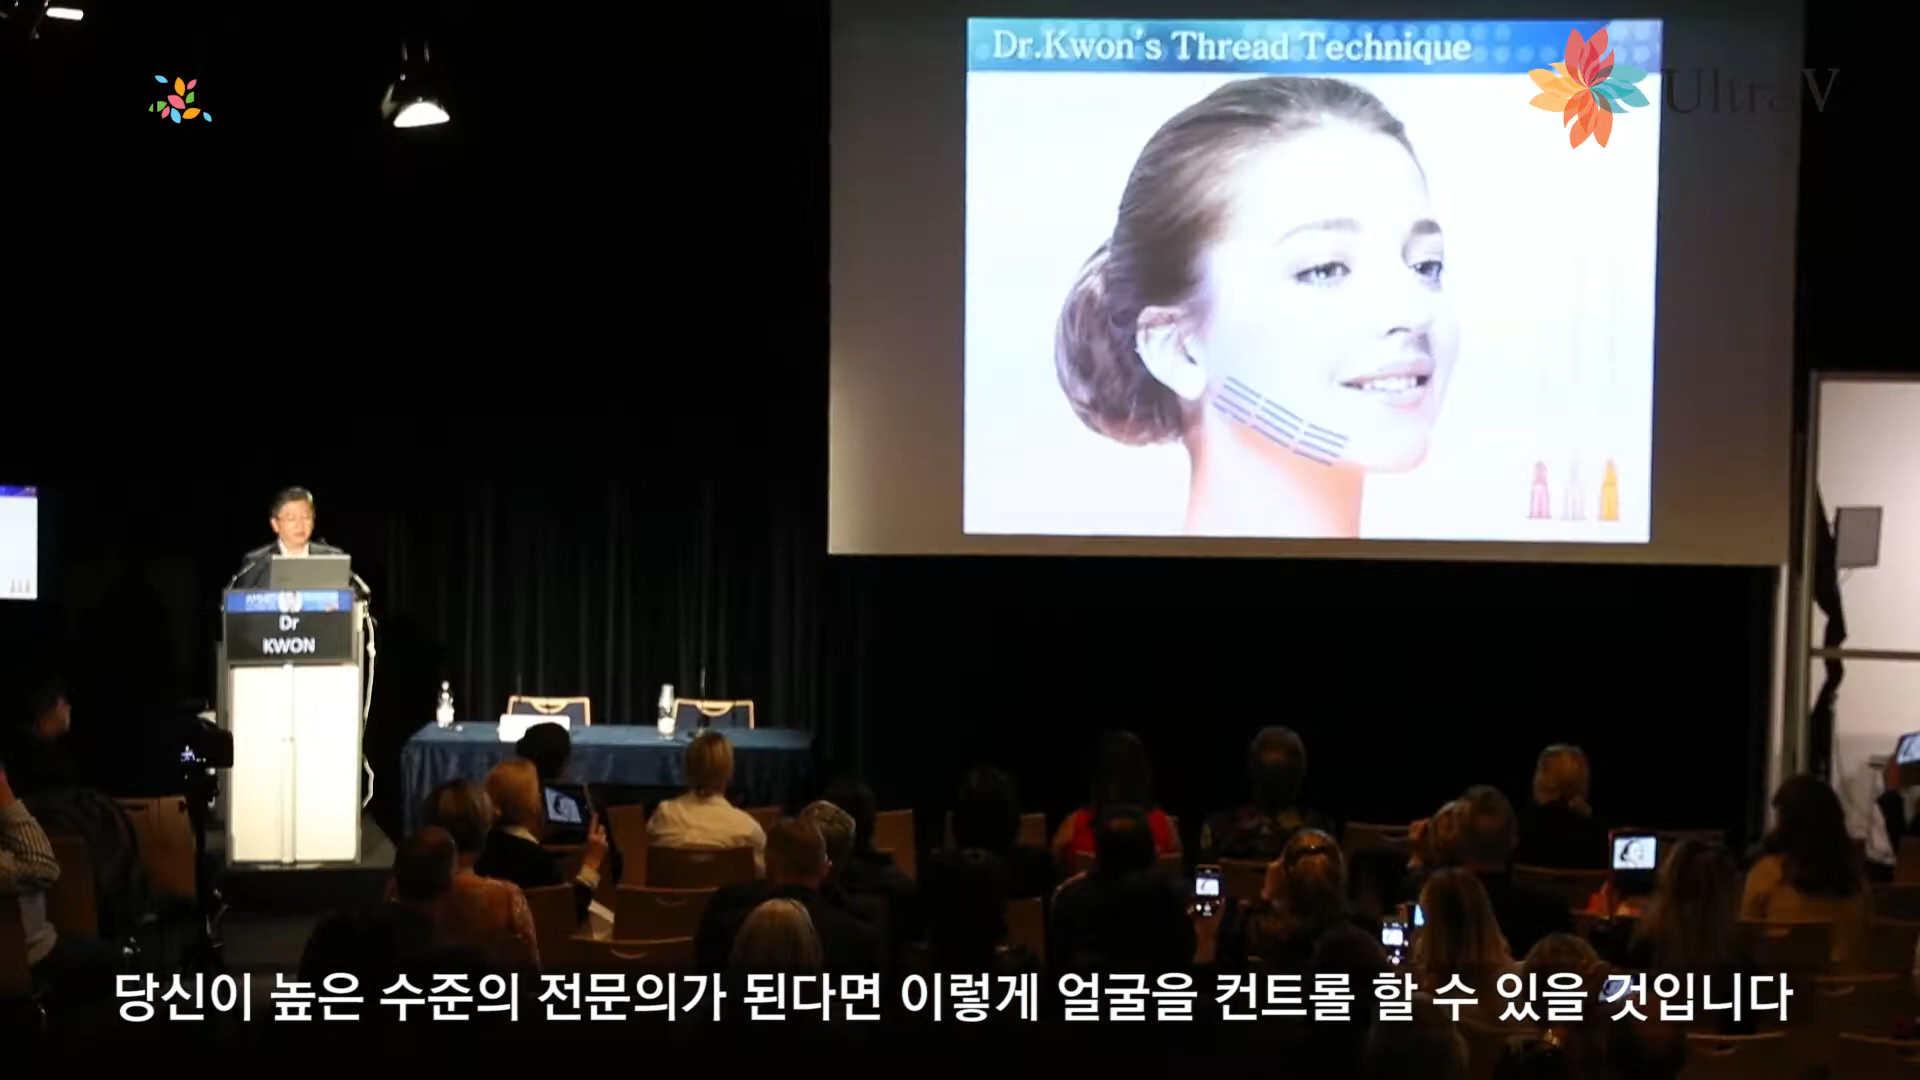 Dr.Kwon's Thread Technique
Ultra V
Dr
KWON
당신이 높은 수준의 전문의가 된다면 이렇게 얼굴을 컨트롤 할 수 있을 것입니다